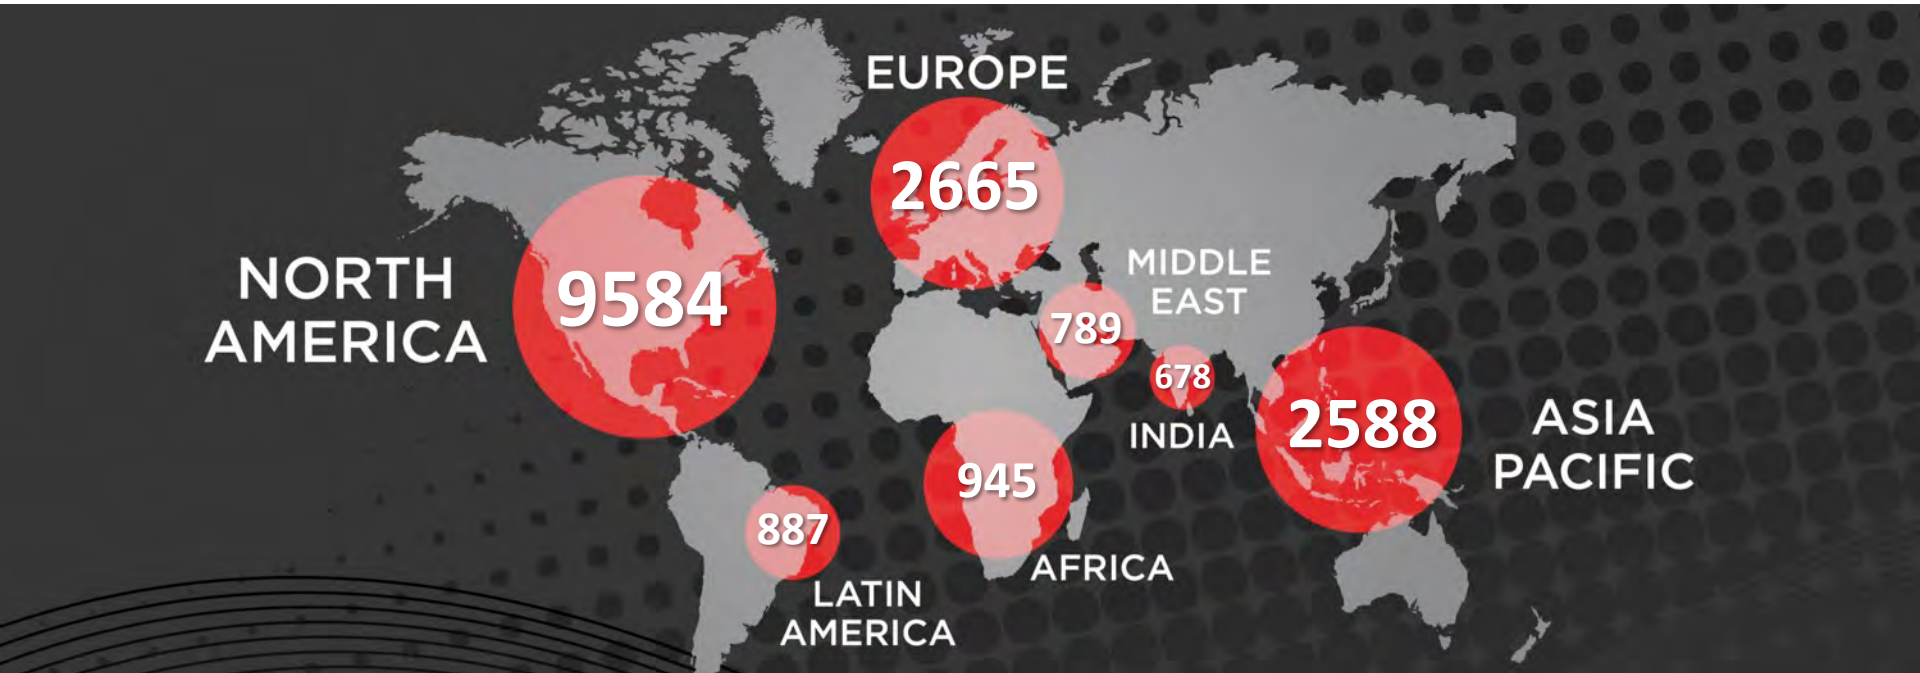 EUROPE
2665
NORTH
AMERICA
9584
MIDDLE
EAST
789
678
INDIA
2588
ASIA
PACIFIC
945
AFRICA
887
LATIN
AMERICA